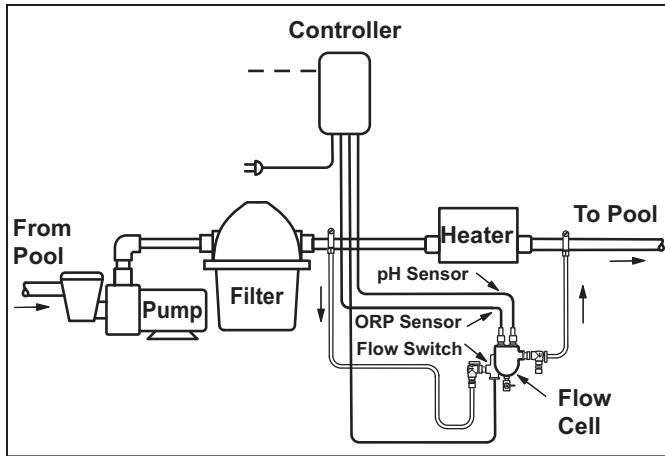 Controller
From
Pool
Pump
Filter
Heater
To Pool
pH Sensor
ORP Sensor
Flow Switch
Flow
Cell